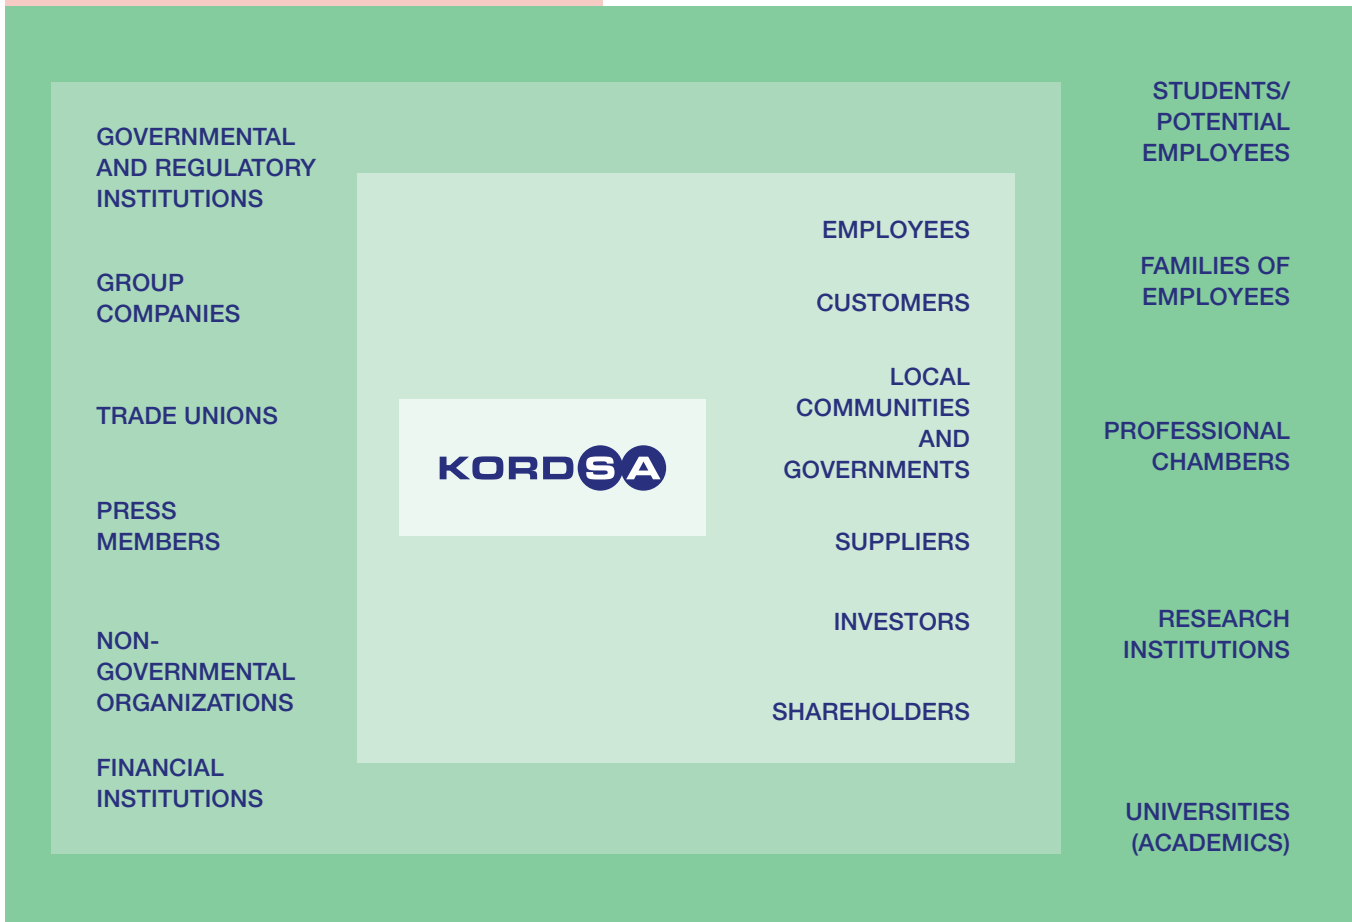 GOVERNMENTAL
AND REGULATORY
INSTITUTIONS
GROUP
COMPANIES
TRADE UNIONS
PRESS
MEMBERS
NON-
GOVERNMENTAL
ORGANIZATIONS
FINANCIAL
INSTITUTIONS
KORDSA
EMPLOYEES
CUSTOMERS
LOCAL
COMMUNITIES
AND
GOVERNMENTS
SUPPLIERS
INVESTORS
SHAREHOLDERS
STUDENTS/
POTENTIAL
EMPLOYEES
FAMILIES OF
EMPLOYEES
PROFESSIONAL
CHAMBERS
RESEARCH
INSTITUTIONS
UNIVERSITIES
(ACADEMICS)